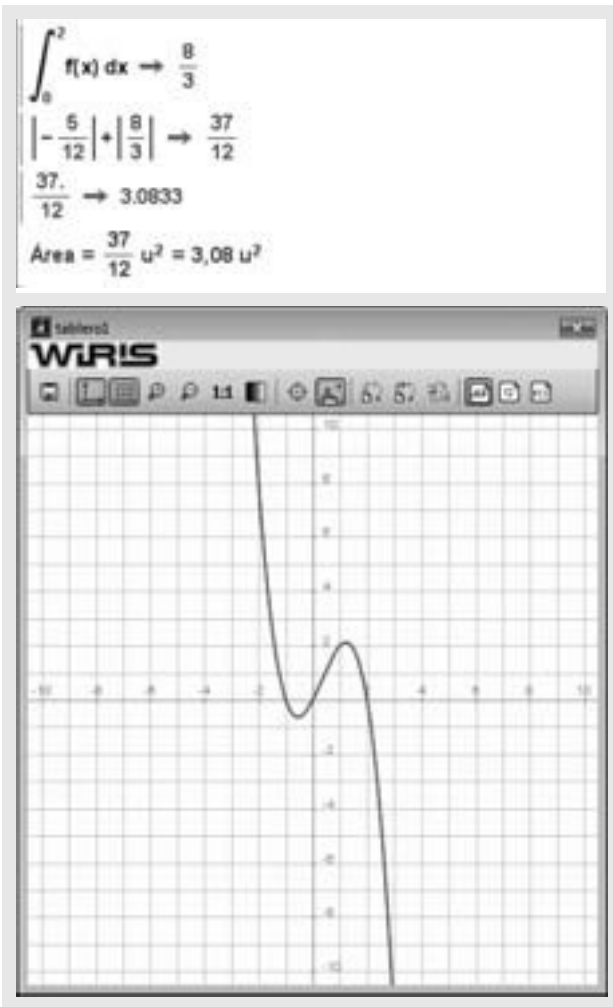 ∫₀² f(x) dx → 8/3
|-5/12| + |8/3| → 37/12
37./12 → 3.0833
Área = 37/12 u² = 3,08 u²
tablero1
WIRIS
1:1
10
8
6
4
2
-10 -8 -6 -4 -2 4 6 8 10
-2
-4
-6
-8
-10